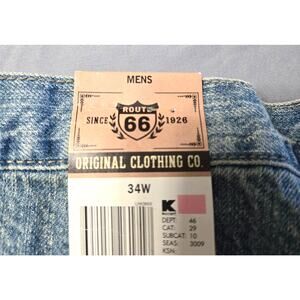 MENS
ROUTE
SINCE 66 1926
ORIGINAL CLOTHING CO.
34W
K
DEPT: 46
CAT: 29
SUBCAT: 10
SEAS: 3009
KSN: